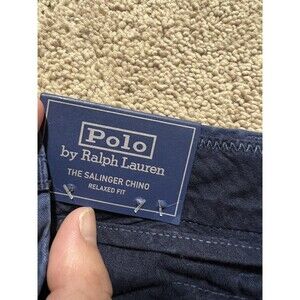 Polo
by Ralph Lauren
THE SALINGER CHINO
RELAXED FIT